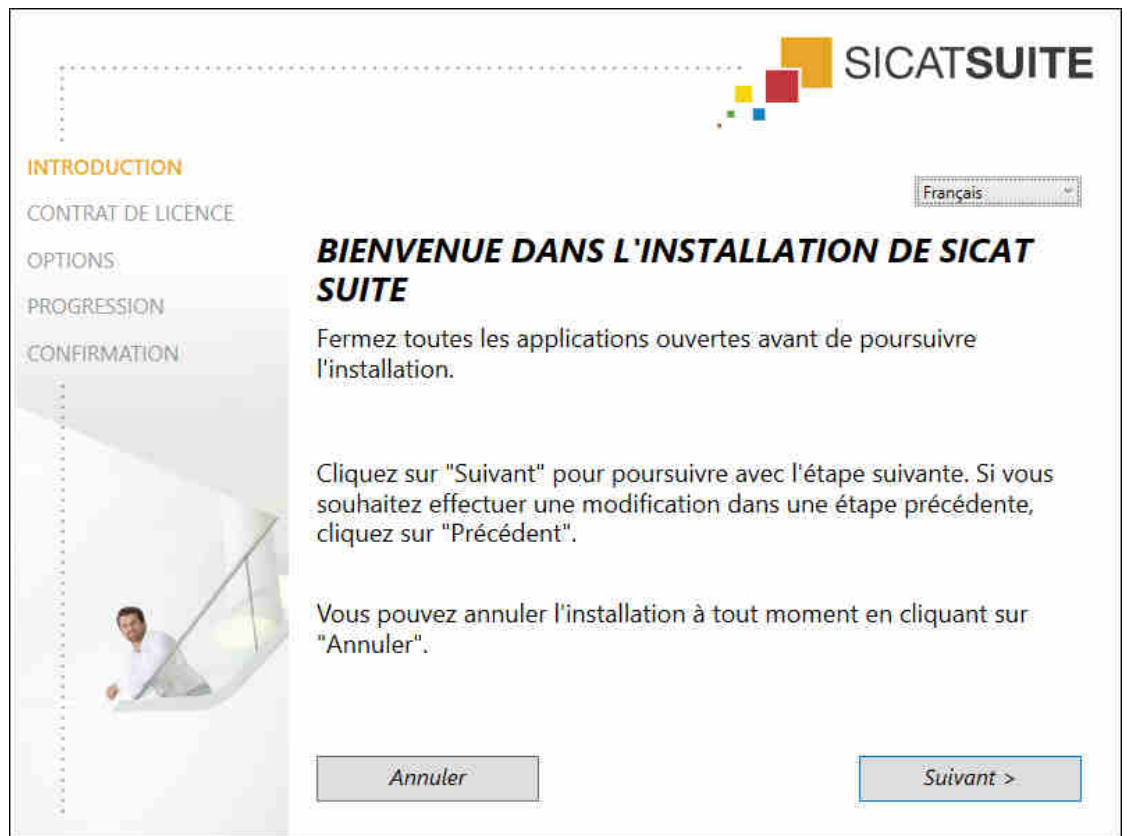 SICATSUITE
INTRODUCTION
CONTRAT DE LICENCE
OPTIONS
PROGRESSION
CONFIRMATION
Français
BIENVENUE DANS L'INSTALLATION DE SICAT
SUITE
Fermez toutes les applications ouvertes avant de poursuivre
l'installation.
Cliquez sur "Suivant" pour poursuivre avec l'étape suivante. Si vous
souhaitez effectuer une modification dans une étape précédente,
cliquez sur "Précédent".
Vous pouvez annuler l'installation à tout moment en cliquant sur
"Annuler".
Annuler
Suivant >